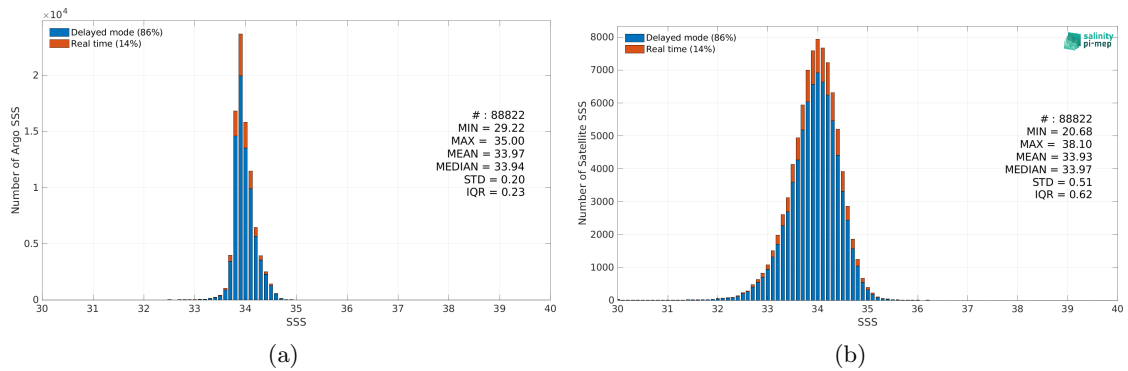 ×10⁴
Delayed mode (86%)
Real time (14%)
# : 88822
MIN = 29.22
MAX = 35.00
MEAN = 33.97
MEDIAN = 33.94
STD = 0.20
IQR = 0.23
Number of Argo SSS
2
1.5
1
0.5
0
30 31 32 33 34 35 36 37 38 39 40
SSS
(a)
Delayed mode (86%)
Real time (14%)
salinity
pi-mep
# : 88822
MIN = 20.68
MAX = 38.10
MEAN = 33.93
MEDIAN = 33.97
STD = 0.51
IQR = 0.62
Number of Satellite SSS
8000
7000
6000
5000
4000
3000
2000
1000
0
30 31 32 33 34 35 36 37 38 39 40
SSS
(b)